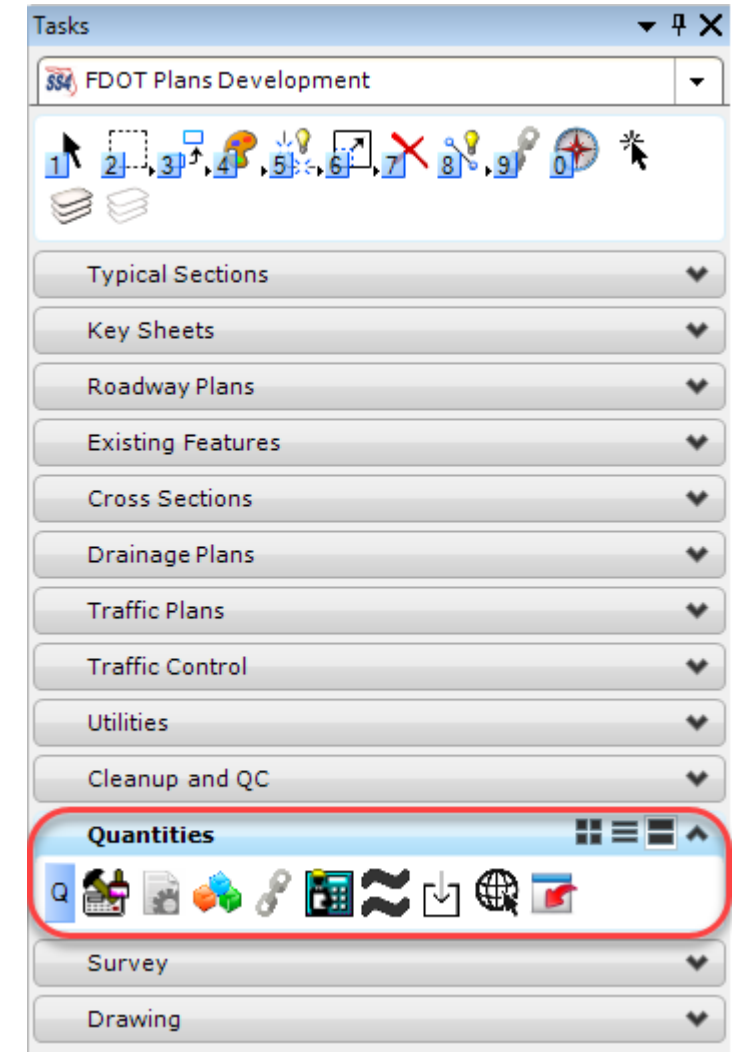 Tasks
SS4 FDOT Plans Development
1 2 3 4 5 6 7 8 9 0
Typical Sections
Key Sheets
Roadway Plans
Existing Features
Cross Sections
Drainage Plans
Traffic Plans
Traffic Control
Utilities
Cleanup and QC
Quantities
Q
Survey
Drawing